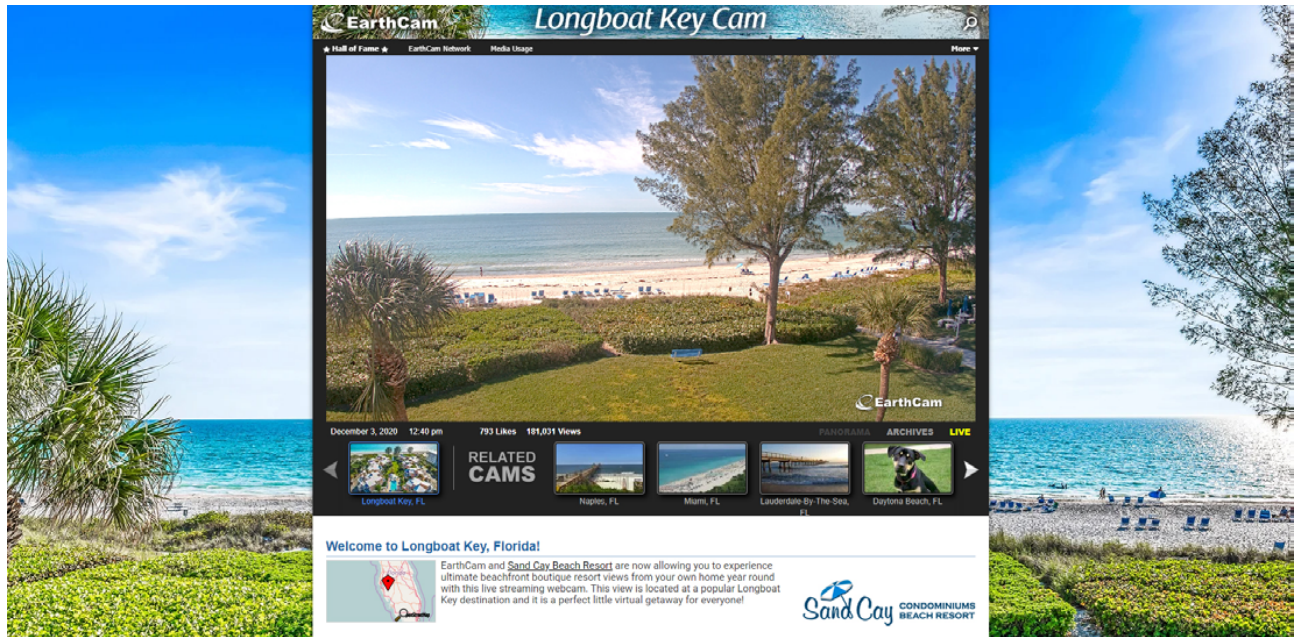 EarthCam
Longboat Key Cam
★ Hall of Fame ★ EarthCam Network Media Usage More ▾
EarthCam
December 3, 2020 12:40 pm 793 Likes 181,031 Views PANORAMA ARCHIVES LIVE
RELATED
CAMS
Longboat Key, FL
Naples, FL
Miami, FL
Lauderdale-By-The-Sea,
FL
Daytona Beach, FL
Welcome to Longboat Key, Florida!
EarthCam and Sand Cay Beach Resort are now allowing you to experience
ultimate beachfront boutique resort views from your own home year round
with this live streaming webcam. This view is located at a popular Longboat
Key destination and it is a perfect little virtual getaway for everyone!
Sand Cay
CONDOMINIUMS
BEACH RESORT